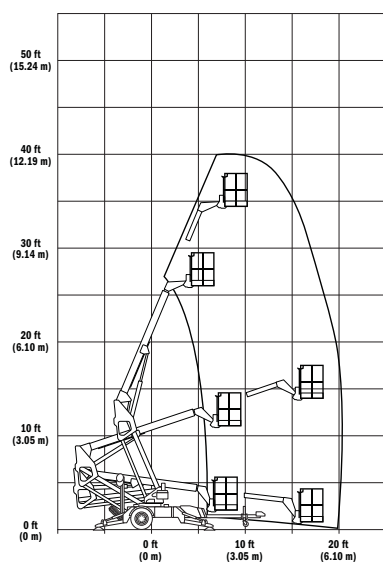 50 ft
(15.24 m)
40 ft
(12.19 m)
30 ft
(9.14 m)
20 ft
(6.10 m)
10 ft
(3.05 m)
0 ft
(0 m)
0 ft
(0 m)
10 ft
(3.05 m)
20 ft
(6.10 m)